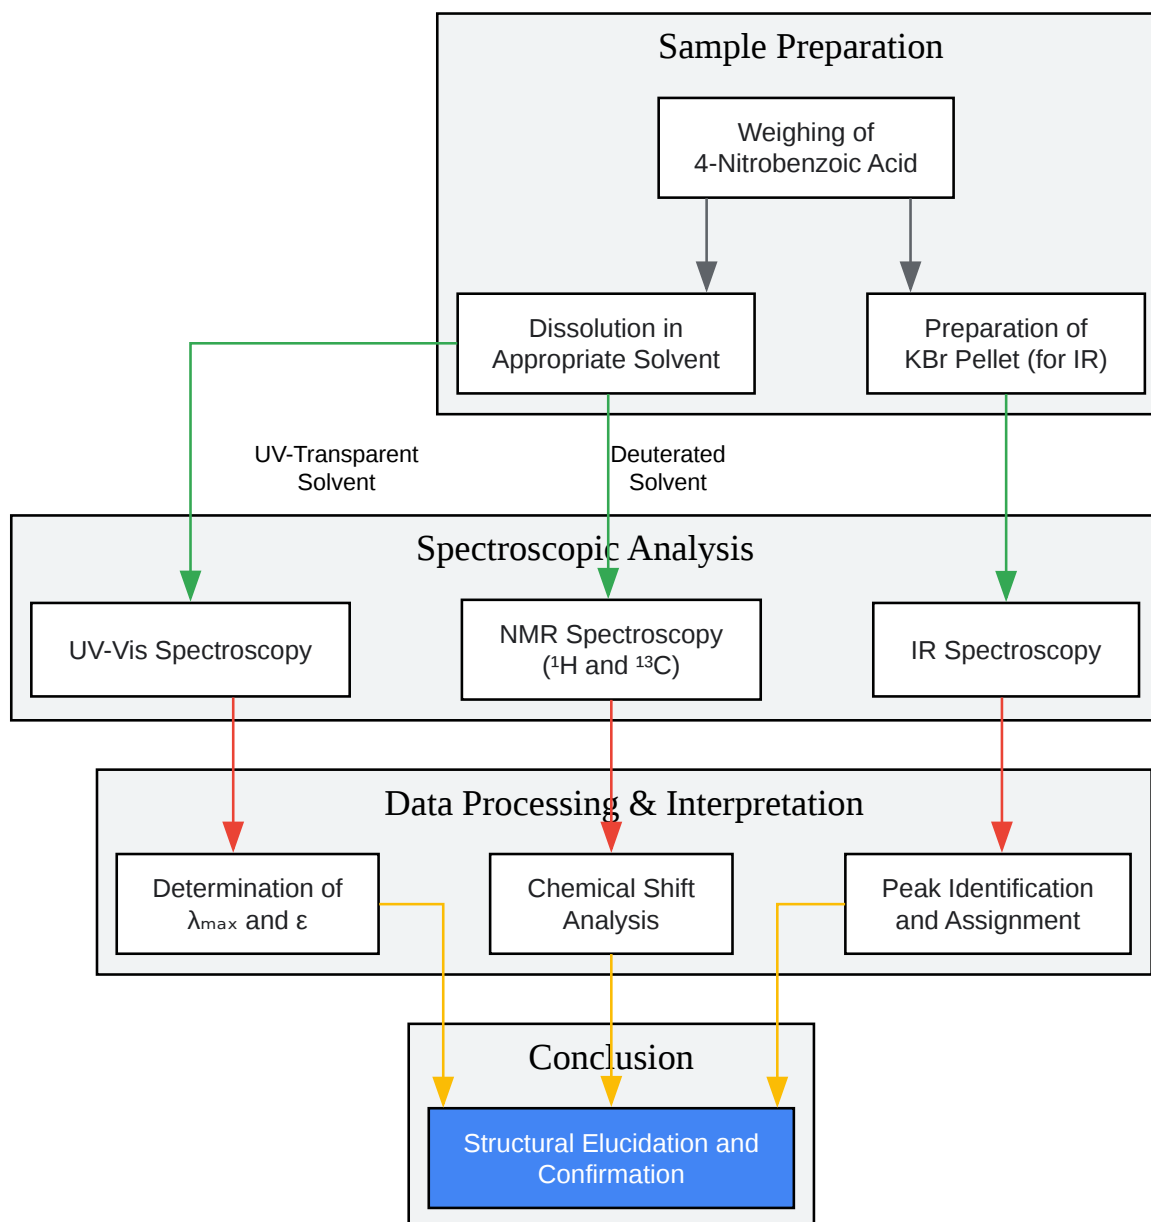 Sample Preparation
Weighing of
4-Nitrobenzoic Acid
Dissolution in
Appropriate Solvent
Preparation of
KBr Pellet (for IR)
UV-Transparent
Solvent
Deuterated
Solvent
Spectroscopic Analysis
UV-Vis Spectroscopy
NMR Spectroscopy
(¹H and ¹³C)
IR Spectroscopy
Data Processing & Interpretation
Determination of
λₘₐₓ and ε
Chemical Shift
Analysis
Peak Identification
and Assignment
Conclusion
Structural Elucidation and
Confirmation